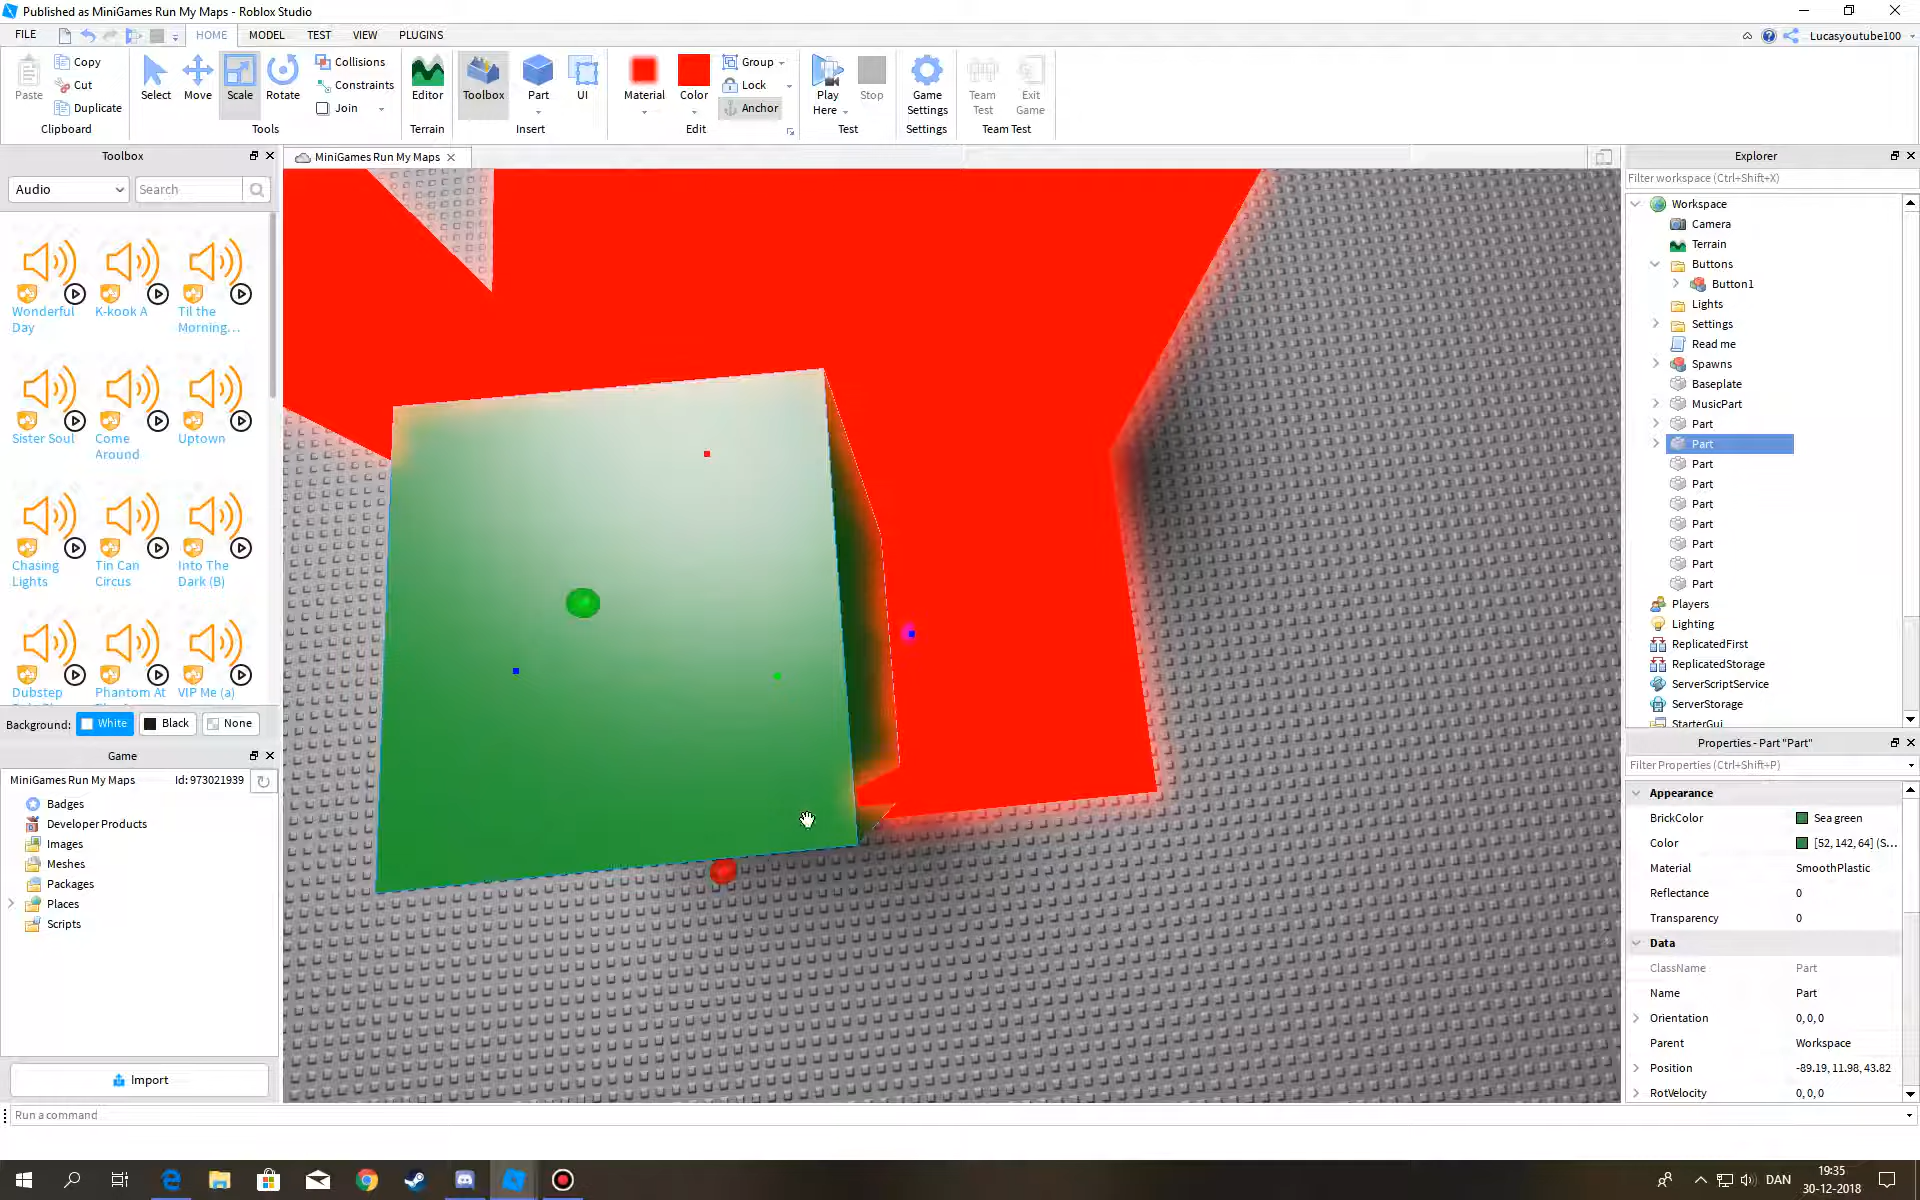 Published as MiniGames Run My Maps - Roblox Studio
FILE
HOME
MODEL
TEST
VIEW
PLUGINS
Lucasyoutube100
Paste
Copy
Cut
Duplicate
Clipboard
Select
Move
Scale
Rotate
Collisions
Constraints
Join
Tools
Editor
Terrain
Toolbox
Part
UI
Insert
Material
Color
Group
Lock
Anchor
Edit
Play
Here
Stop
Test
Game
Settings
Settings
Team
Test
Exit
Game
Team Test
Toolbox
Audio
Search
Wonderful
Day
K-kook A
Til the
Morning...
Sister Soul
Come
Around
Uptown
Chasing
Lights
Tin Can
Circus
Into The
Dark (B)
Dubstep
Phantom At
VIP Me (a)
Background:
White
Black
None
Game
MiniGames Run My Maps
Id: 973021939
Badges
Developer Products
Images
Meshes
Packages
Places
Scripts
Import
Run a command
MiniGames Run My Maps
Explorer
Filter workspace (Ctrl+Shift+X)
Workspace
Camera
Terrain
Buttons
Button1
Lights
Settings
Read me
Spawns
Baseplate
MusicPart
Part
Part
Part
Part
Part
Part
Part
Part
Part
Players
Lighting
ReplicatedFirst
ReplicatedStorage
ServerScriptService
ServerStorage
StarterGui
Properties - Part "Part"
Filter Properties (Ctrl+Shift+P)
Appearance
BrickColor Sea green
Color [52, 142, 64] (S...
Material SmoothPlastic
Reflectance 0
Transparency 0
Data
ClassName Part
Name Part
Orientation 0, 0, 0
Parent Workspace
Position -89.19, 11.98, 43.82
RotVelocity 0, 0, 0
DAN
19:35
30-12-2018